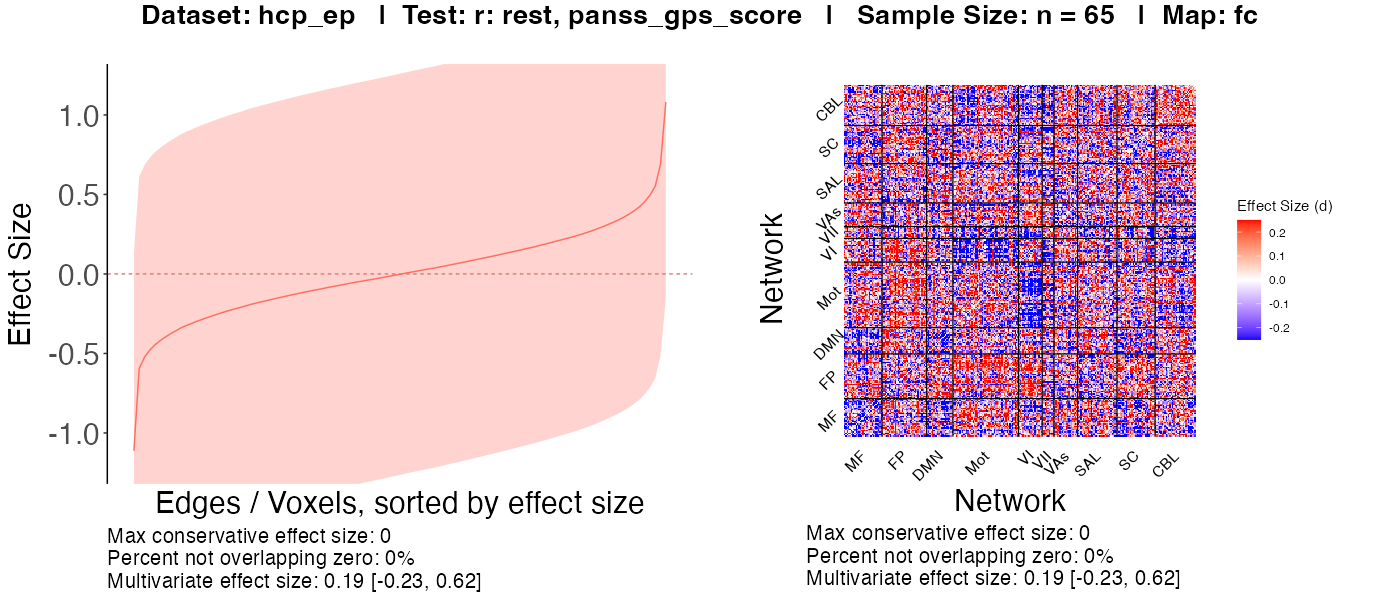 Dataset: hcp_ep | Test: r: rest, panss_gps_score | Sample Size: n = 65 | Map: fc
Effect Size
1.0
0.5
0.0
-0.5
-1.0
Edges / Voxels, sorted by effect size
Max conservative effect size: 0
Percent not overlapping zero: 0%
Multivariate effect size: 0.19 [-0.23, 0.62]
Network
CBL
SC
SAL
VAs
VII
VI
Mot
DMN
FP
MF
MF
FP
DMN
Mot
VI
VII
VAs
SAL
SC
CBL
Network
Max conservative effect size: 0
Percent not overlapping zero: 0%
Multivariate effect size: 0.19 [-0.23, 0.62]
Effect Size (d)
0.2
0.1
0.0
-0.1
-0.2